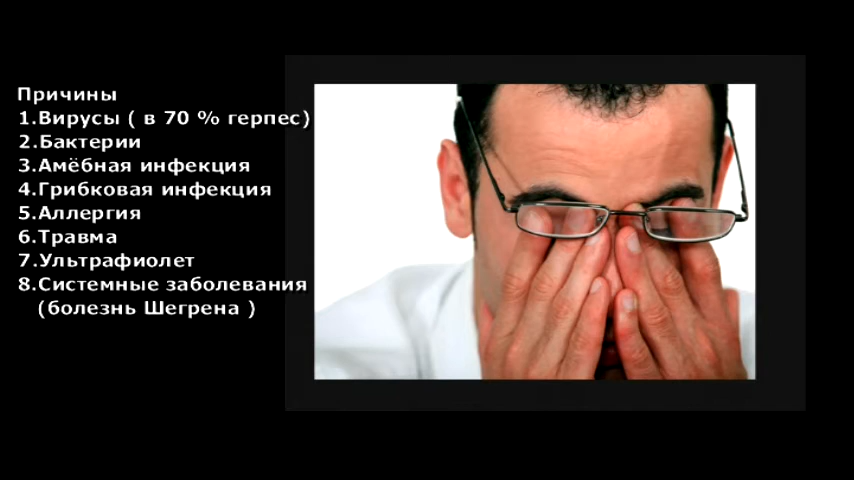 Причины
1.Вирусы ( в 70 % герпес)
2.Бактерии
3.Амёбная инфекция
4.Грибковая инфекция
5.Аллергия
6.Травма
7.Ультрафиолет
8.Системные заболевания
(болезнь Шегрена )